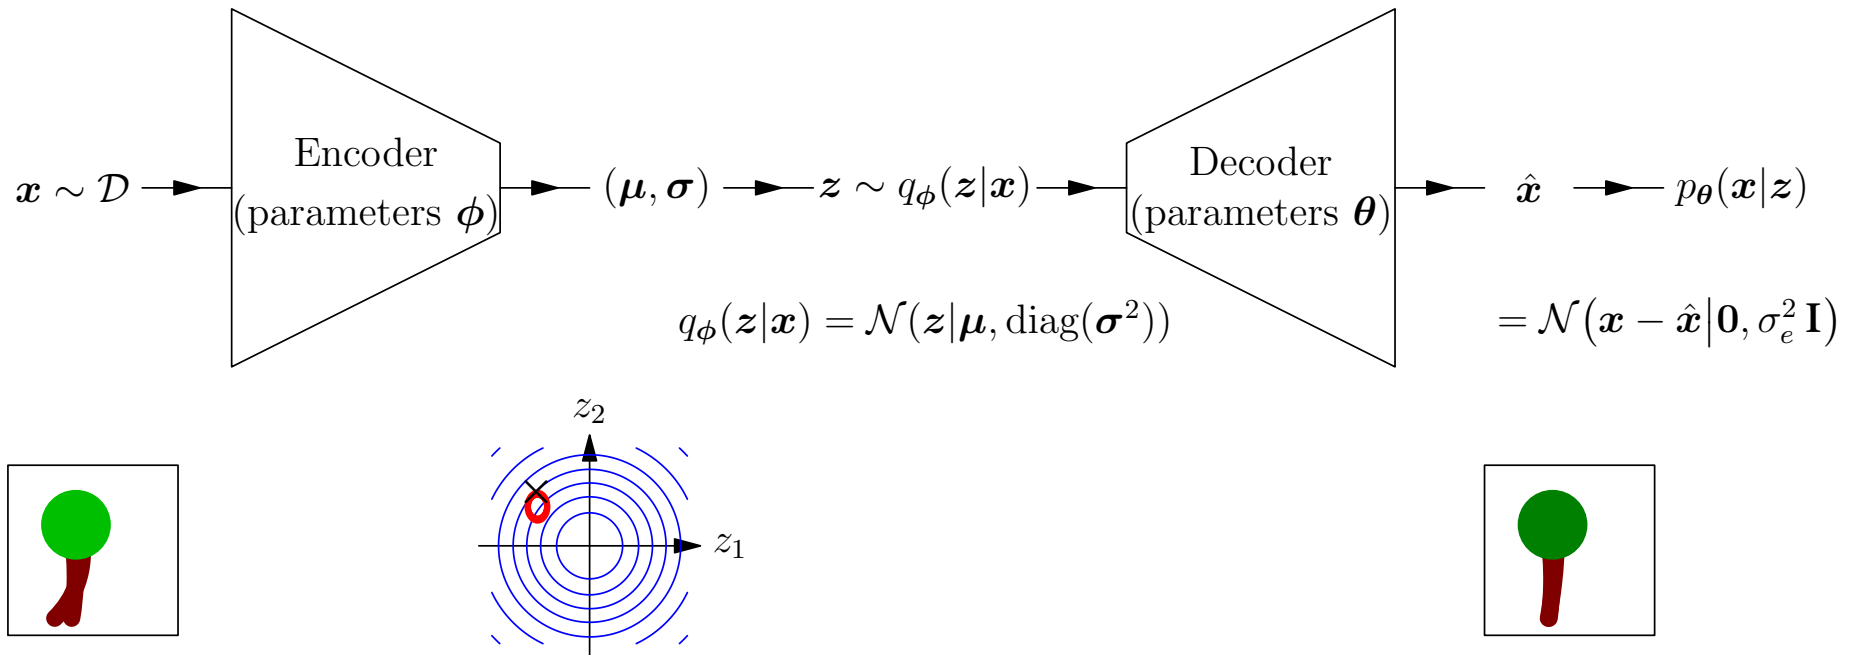 Encoder
(parameters ϕ)
Decoder
(parameters θ)
x ∼ 𝒟
(μ, σ)
z ∼ q_ϕ(z|x)
x̂
p_θ(x|z)
q_ϕ(z|x) = 𝒩(z|μ, diag(σ²))
= 𝒩(x − x̂|0, σ_e² I)
z₂
z₁